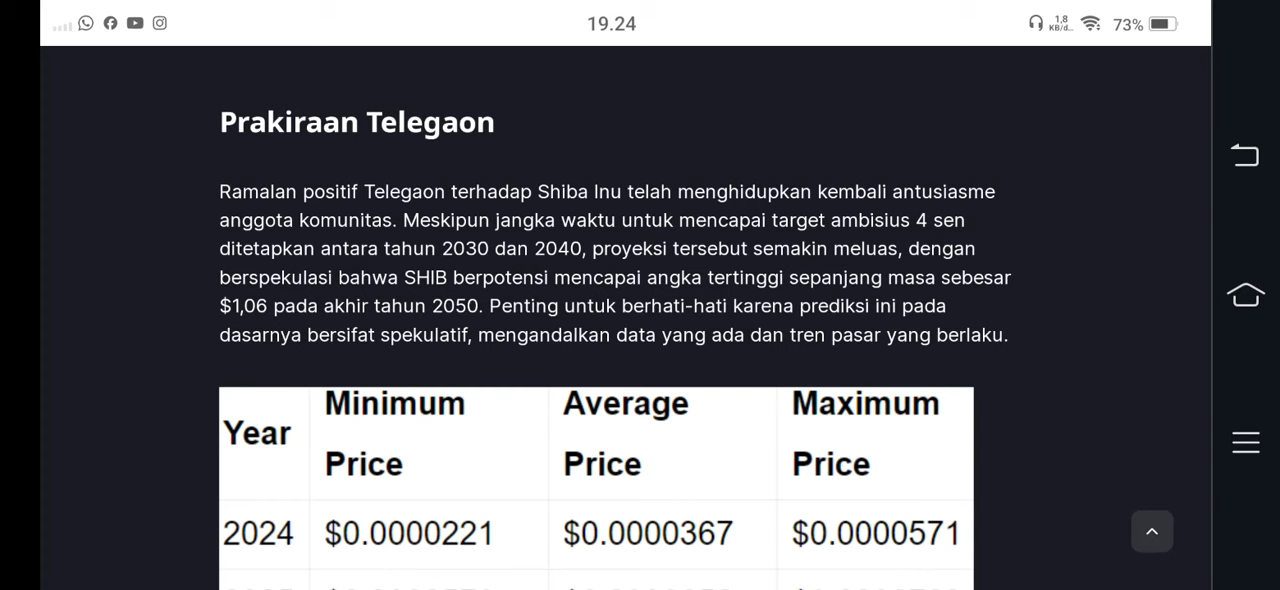 19.24
1,8
KB/d...
73%
Prakiraan Telegaon
Ramalan positif Telegaon terhadap Shiba Inu telah menghidupkan kembali antusiasme
anggota komunitas. Meskipun jangka waktu untuk mencapai target ambisius 4 sen
ditetapkan antara tahun 2030 dan 2040, proyeksi tersebut semakin meluas, dengan
berspekulasi bahwa SHIB berpotensi mencapai angka tertinggi sepanjang masa sebesar
$1,06 pada akhir tahun 2050. Penting untuk berhati-hati karena prediksi ini pada
dasarnya bersifat spekulatif, mengandalkan data yang ada dan tren pasar yang berlaku.
Year Minimum Price Average Price Maximum Price
2024 $0.0000221 $0.0000367 $0.0000571